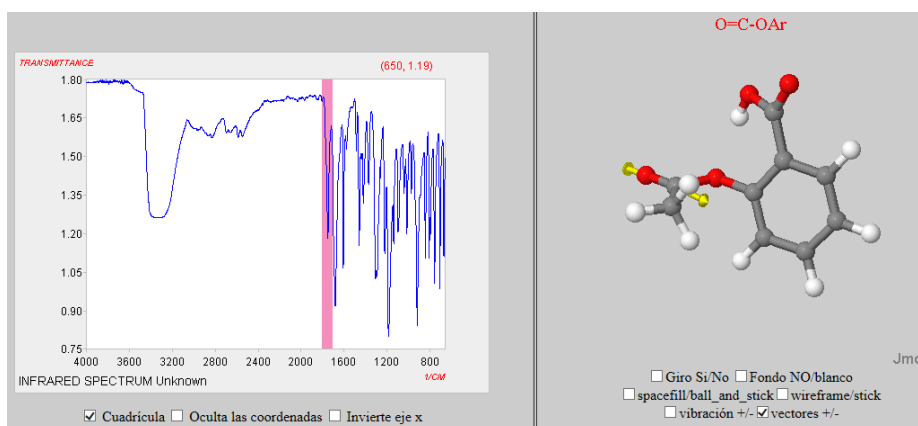 O=C-OAr
TRANSMITTANCE
(650, 1.19)
1.80
1.65
1.50
1.35
1.20
1.05
0.90
0.75
4000 3600 3200 2800 2400 2000 1600 1200 800
INFRARED SPECTRUM Unknown
1/CM
Cuadrícula Oculta las coordenadas Invierte eje x
Jmo
Giro Si/No Fondo NO/blanco
spacefill/ball_and_stick wireframe/stick
vibración +/- vectores +/-